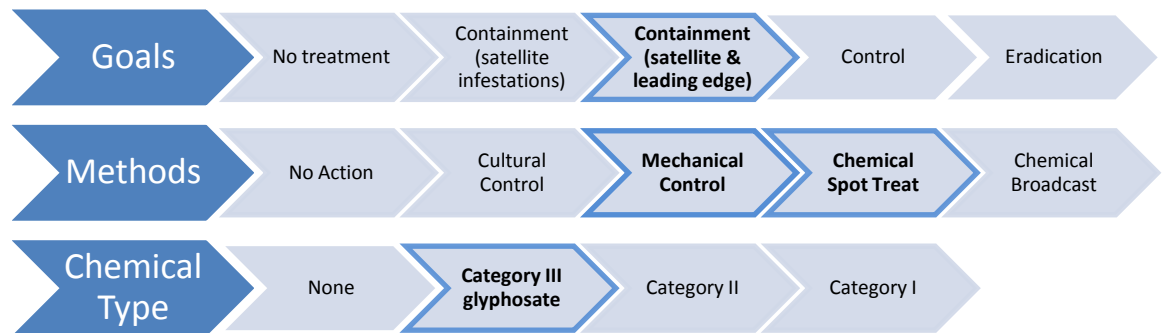 Goals
No treatment
Containment
(satellite
infestations)
Containment
(satellite &
leading edge)
Control
Eradication
Methods
No Action
Cultural
Control
Mechanical
Control
Chemical
Spot Treat
Chemical
Broadcast
Chemical
Type
None
Category III
glyphosate
Category II
Category I